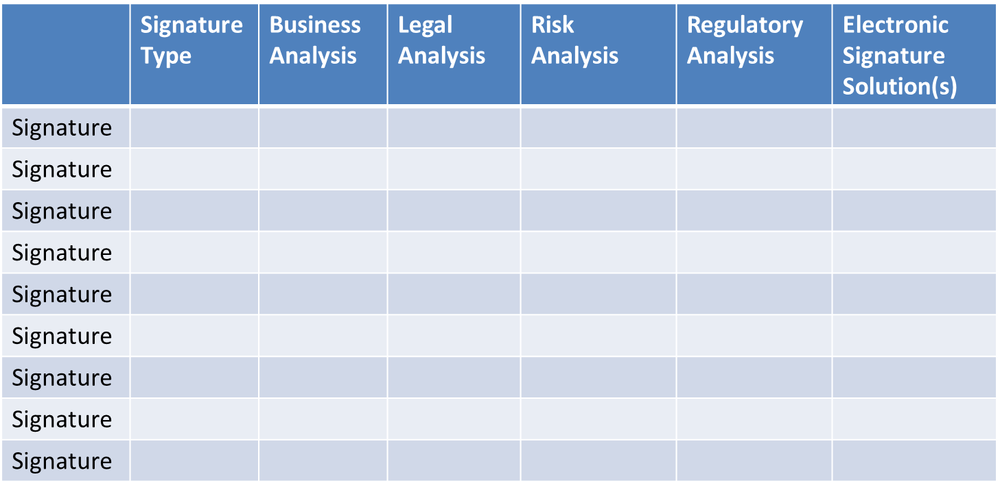 Signature Type
Business Analysis
Legal Analysis
Risk Analysis
Regulatory Analysis
Electronic Signature Solution(s)
Signature
Signature
Signature
Signature
Signature
Signature
Signature
Signature
Signature